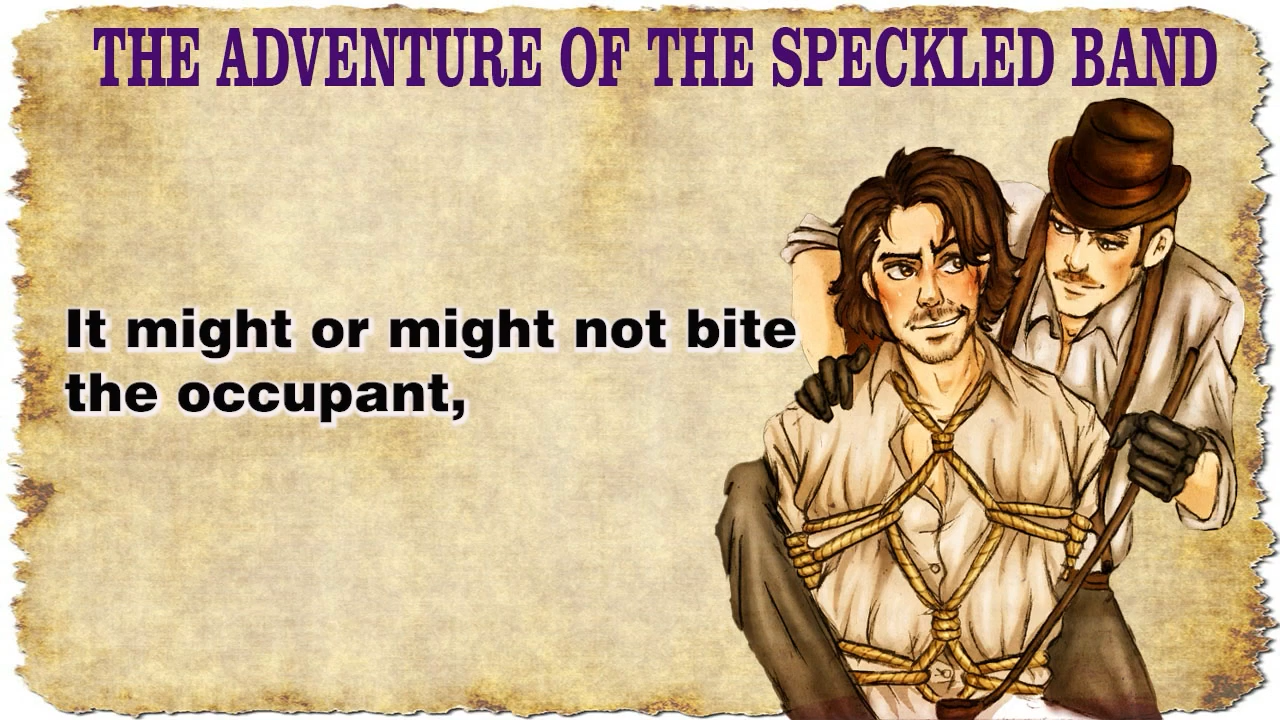 THE ADVENTURE OF THE SPECKLED BAND
It might or might not bite
the occupant,